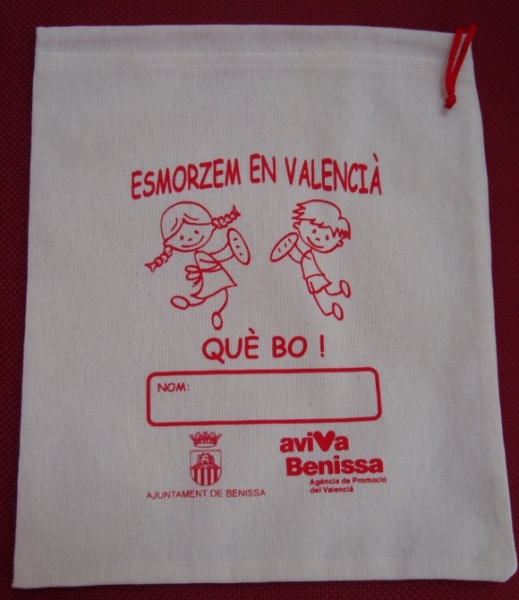 ESMORZEM EN VALENCIÀ
QUÈ BO !
NOM:
AJUNTAMENT DE BENISSA
aviva
Benissa
Agència de Promoció
del Valencià